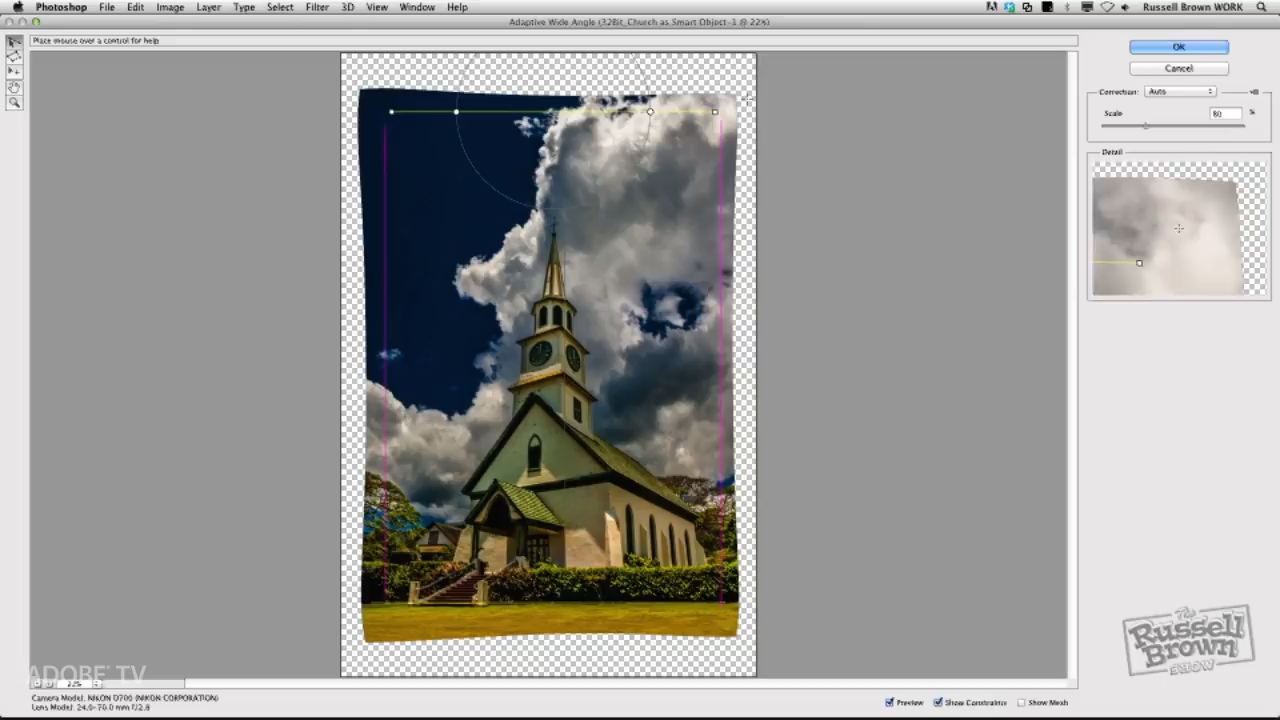 Photoshop File Edit Image Layer Type Select Filter 3D View Window Help Russell Brown WORK
Adaptive Wide Angle (32Bit_Church as Smart Object-1 @ 22%)
Place mouse over a control for help
OK
Cancel
Correction: Auto
Scale 80 %
Detail
The
Russell
Brown
SHOW
ADOBE TV
Camera Model: NIKON D700 (NIKON CORPORATION)
Lens Model: 24.0-70.0 mm f/2.8
Preview Show Constraints Show Mesh